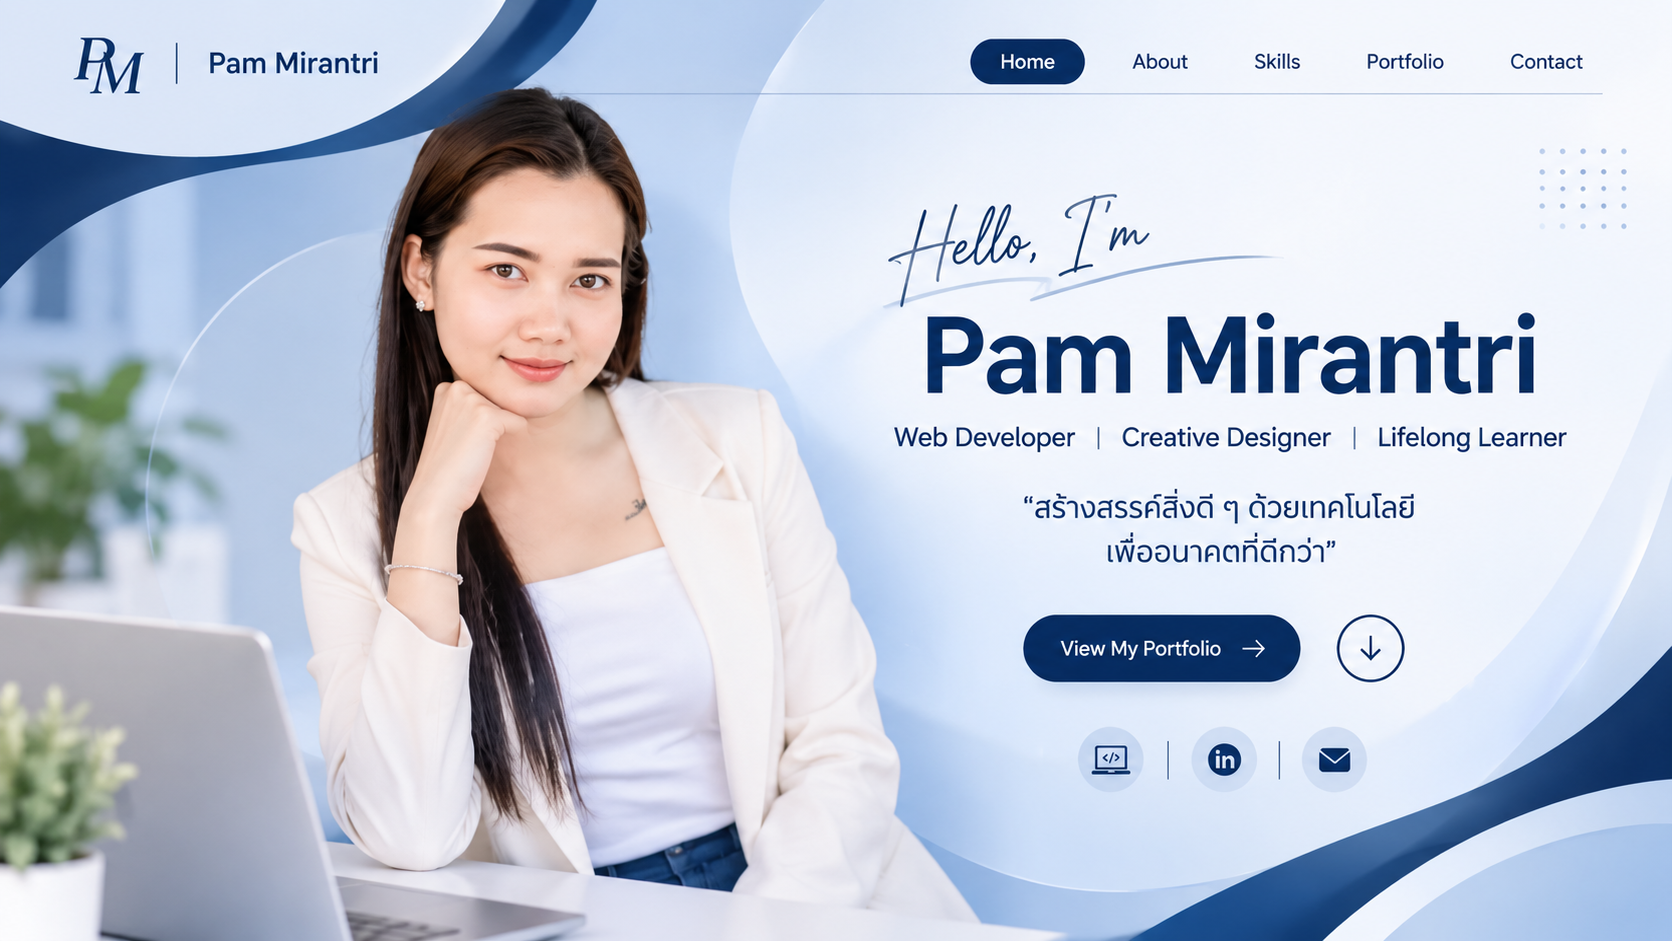 PM | Pam Mirantri
Home About Skills Portfolio Contact
Hello, I'm
Pam Mirantri
Web Developer | Creative Designer | Lifelong Learner
“สร้างสรรค์สิ่งดี ๆ ด้วยเทคโนโลยี
เพื่ออนาคตที่ดีกว่า”
View My Portfolio →
</>
in